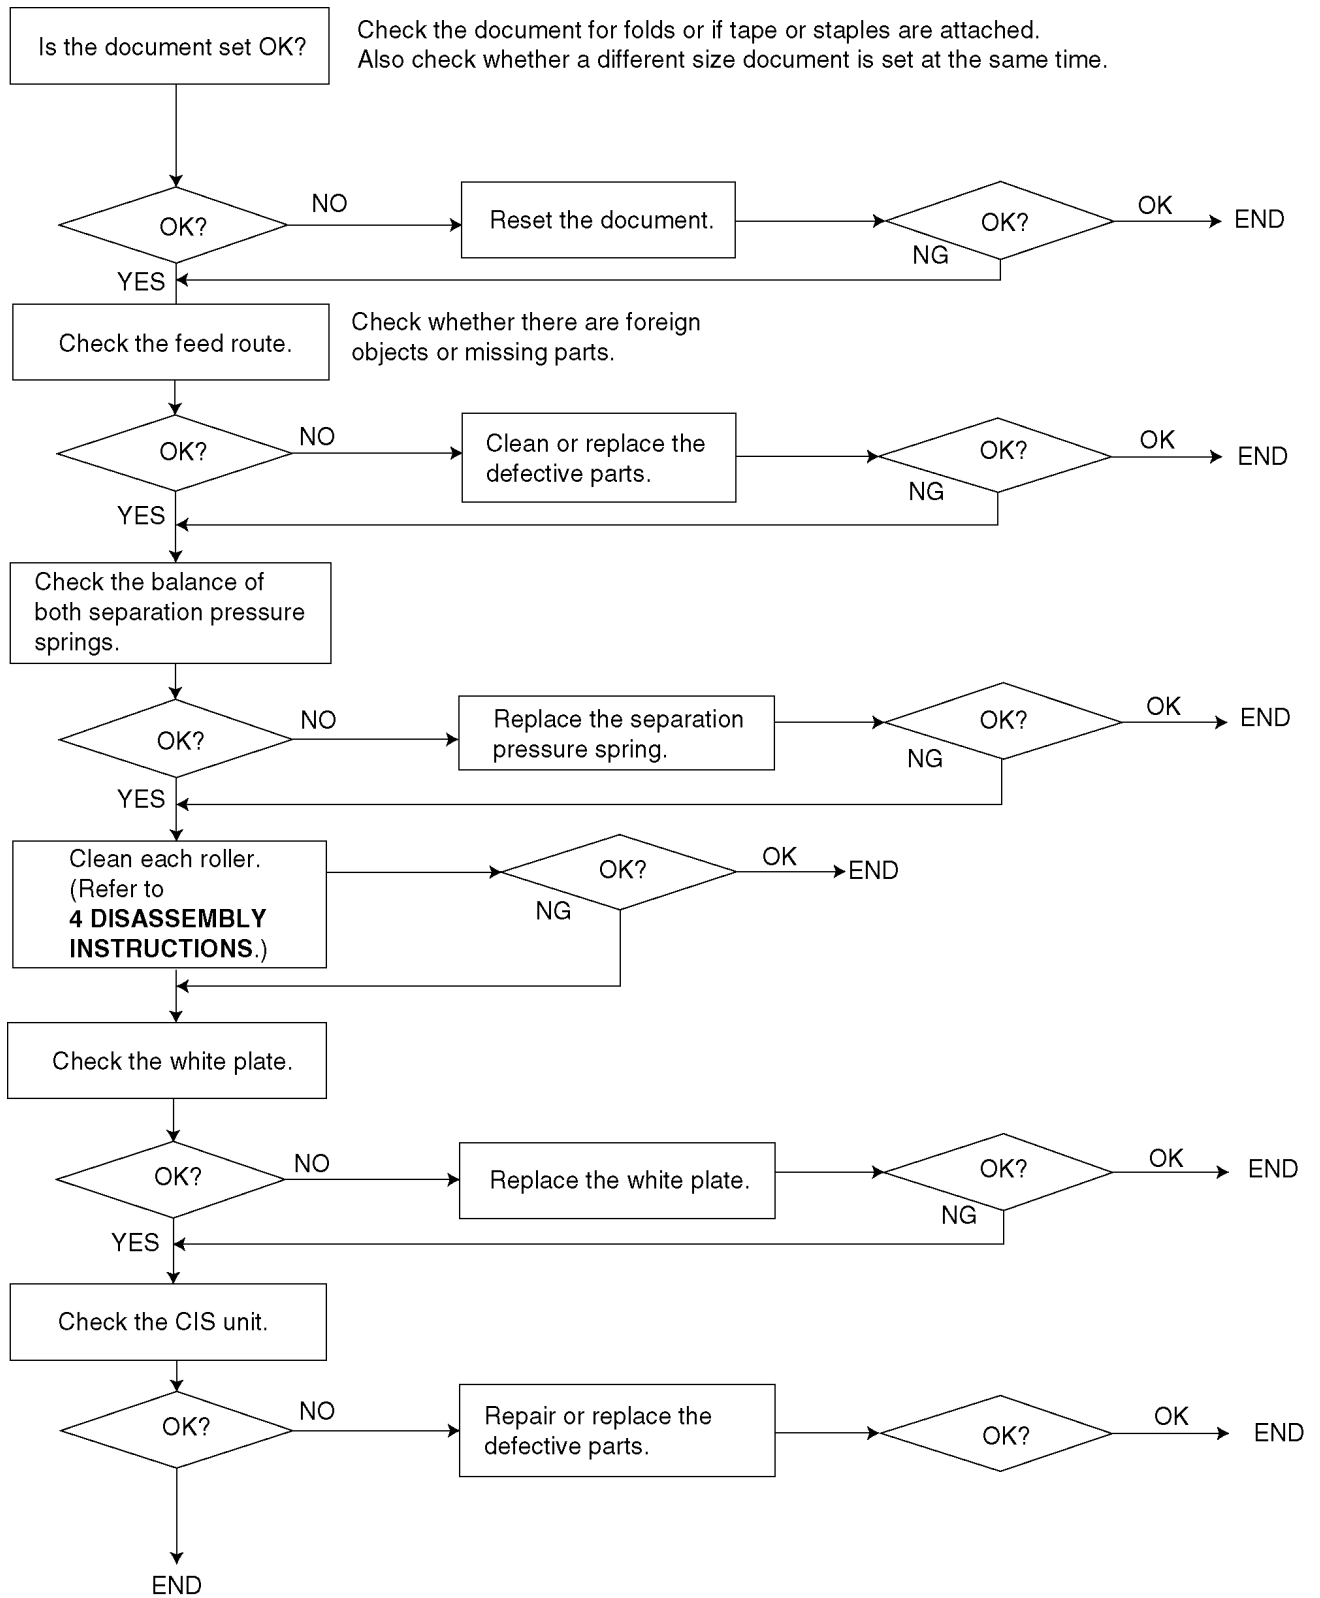 Is the document set OK?
Check the document for folds or if tape or staples are attached.
Also check whether a different size document is set at the same time.
OK?
NO
Reset the document.
OK?
OK
END
NG
YES
Check the feed route.
Check whether there are foreign
objects or missing parts.
OK?
NO
Clean or replace the
defective parts.
OK?
OK
END
NG
YES
Check the balance of
both separation pressure
springs.
OK?
NO
Replace the separation
pressure spring.
OK?
OK
END
NG
YES
Clean each roller.
(Refer to
4 DISASSEMBLY
INSTRUCTIONS.)
OK?
OK
END
NG
Check the white plate.
OK?
NO
Replace the white plate.
OK?
OK
END
NG
YES
Check the CIS unit.
OK?
NO
Repair or replace the
defective parts.
OK?
OK
END
END